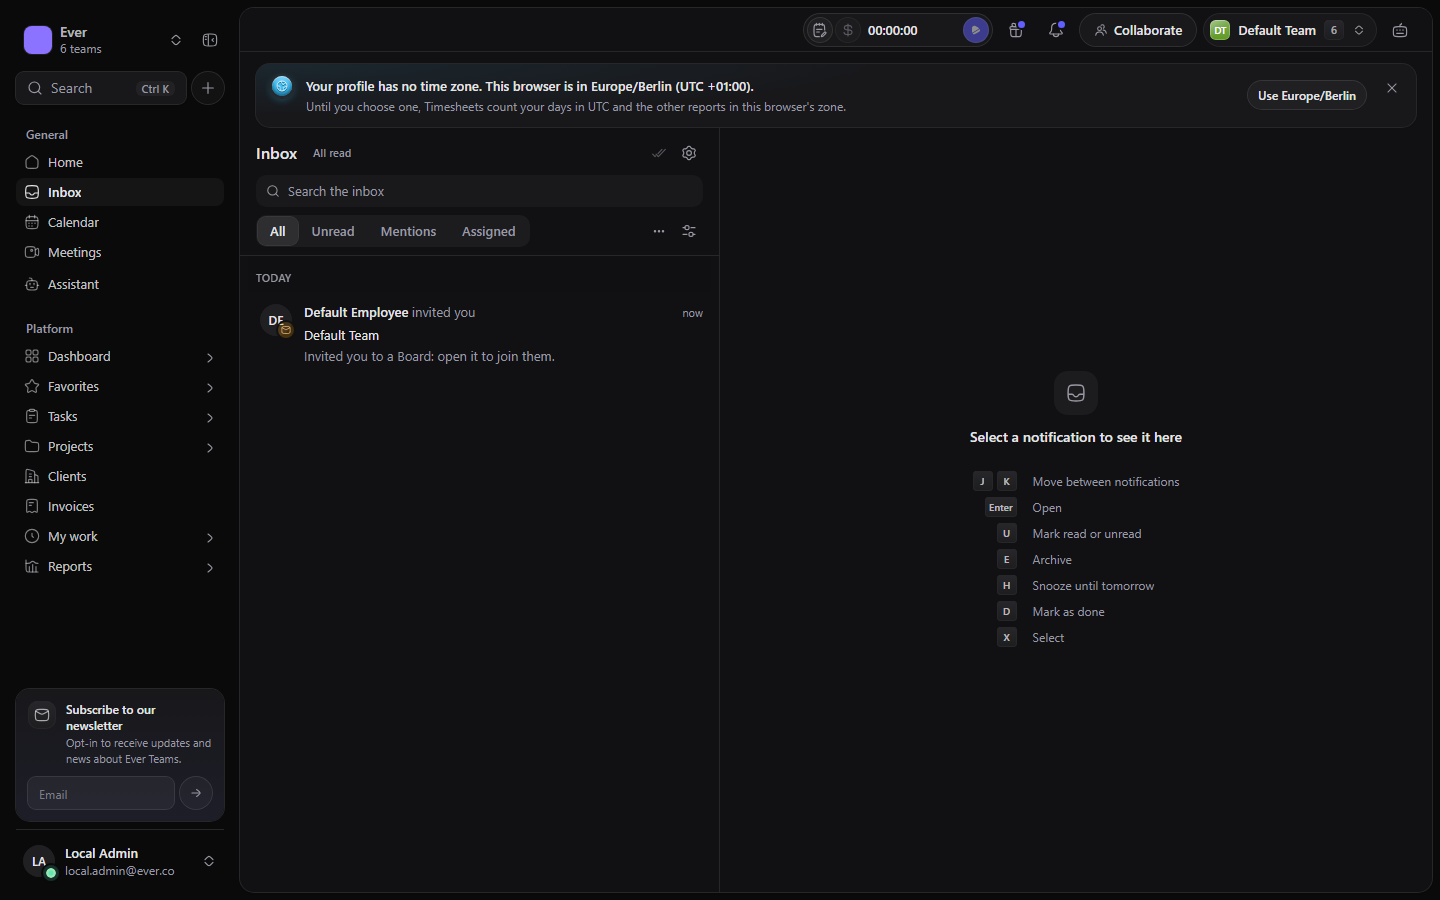 Ever
6 teams
Search
Ctrl K
General
Home
Inbox
Calendar
Meetings
Assistant
Platform
Dashboard
Favorites
Tasks
Projects
Clients
Invoices
My work
Reports
Subscribe to our
newsletter
Opt-in to receive updates and
news about Ever Teams.
Email
LA
Local Admin
local.admin@ever.co
00:00:00
Collaborate
DT
Default Team
6
Your profile has no time zone. This browser is in Europe/Berlin (UTC +01:00).
Until you choose one, Timesheets count your days in UTC and the other reports in this browser's zone.
Use Europe/Berlin
Inbox
All read
Search the inbox
All
Unread
Mentions
Assigned
TODAY
DE
Default Employee invited you
now
Default Team
Invited you to a Board: open it to join them.
Select a notification to see it here
J K Move between notifications
Enter Open
U Mark read or unread
E Archive
H Snooze until tomorrow
D Mark as done
X Select